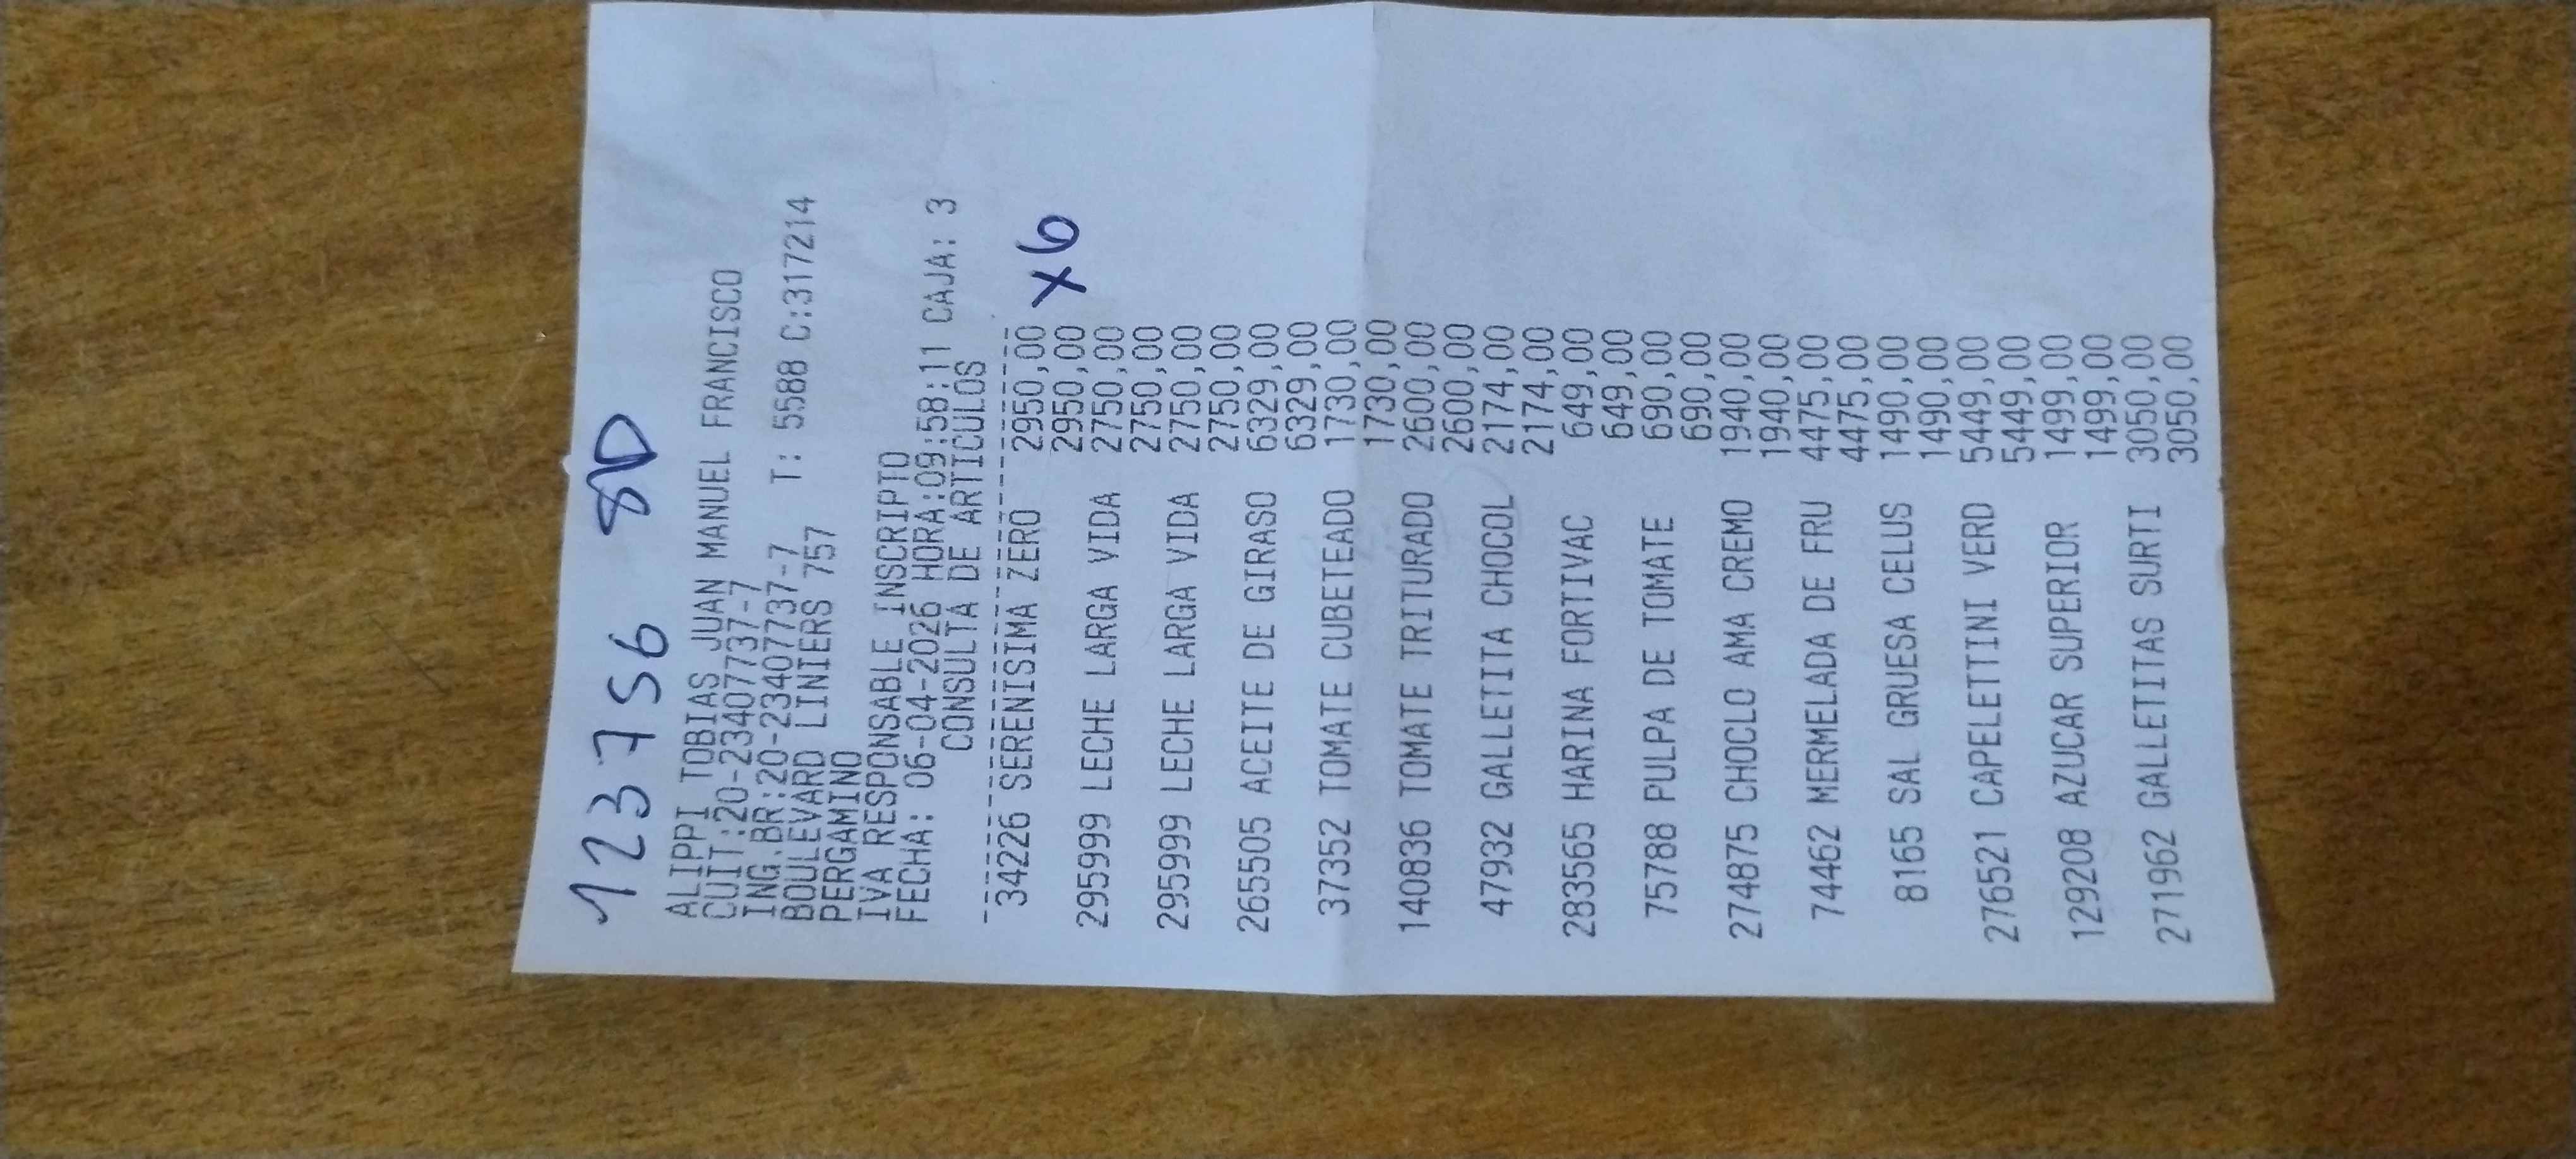 123756 80
ALIPPI TOBIAS JUAN MANUEL FRANCISCO
CUIT:20-23407737-7
ING.BR:20-23407737-7 T: 5588 C:317214
BOULEVARD LINIERS 757
PERGAMINO
IVA RESPONSABLE INSCRIPTO
FECHA: 06-04-2026 HORA:09:58:11 CAJA: 3
CONSULTA DE ARTICULOS
34226 SERENISIMA ZERO 2950,00
2950,00 x6
295999 LECHE LARGA VIDA 2750,00
2750,00
295999 LECHE LARGA VIDA 2750,00
2750,00
265505 ACEITE DE GIRASO 6329,00
6329,00
37352 TOMATE CUBETEADO 1730,00
1730,00
140836 TOMATE TRITURADO 2600,00
2600,00
47932 GALLETITA CHOCOL 2174,00
2174,00
283565 HARINA FORTIVAC 649,00
649,00
75788 PULPA DE TOMATE 690,00
690,00
274875 CHOCLO AMA CREMO 1940,00
1940,00
74462 MERMELADA DE FRU 4475,00
4475,00
8165 SAL GRUESA CELUS 1490,00
1490,00
276521 CAPELETTINI VERD 5449,00
5449,00
129208 AZUCAR SUPERIOR 1499,00
1499,00
271962 GALLETITAS SURTI 3050,00
3050,00